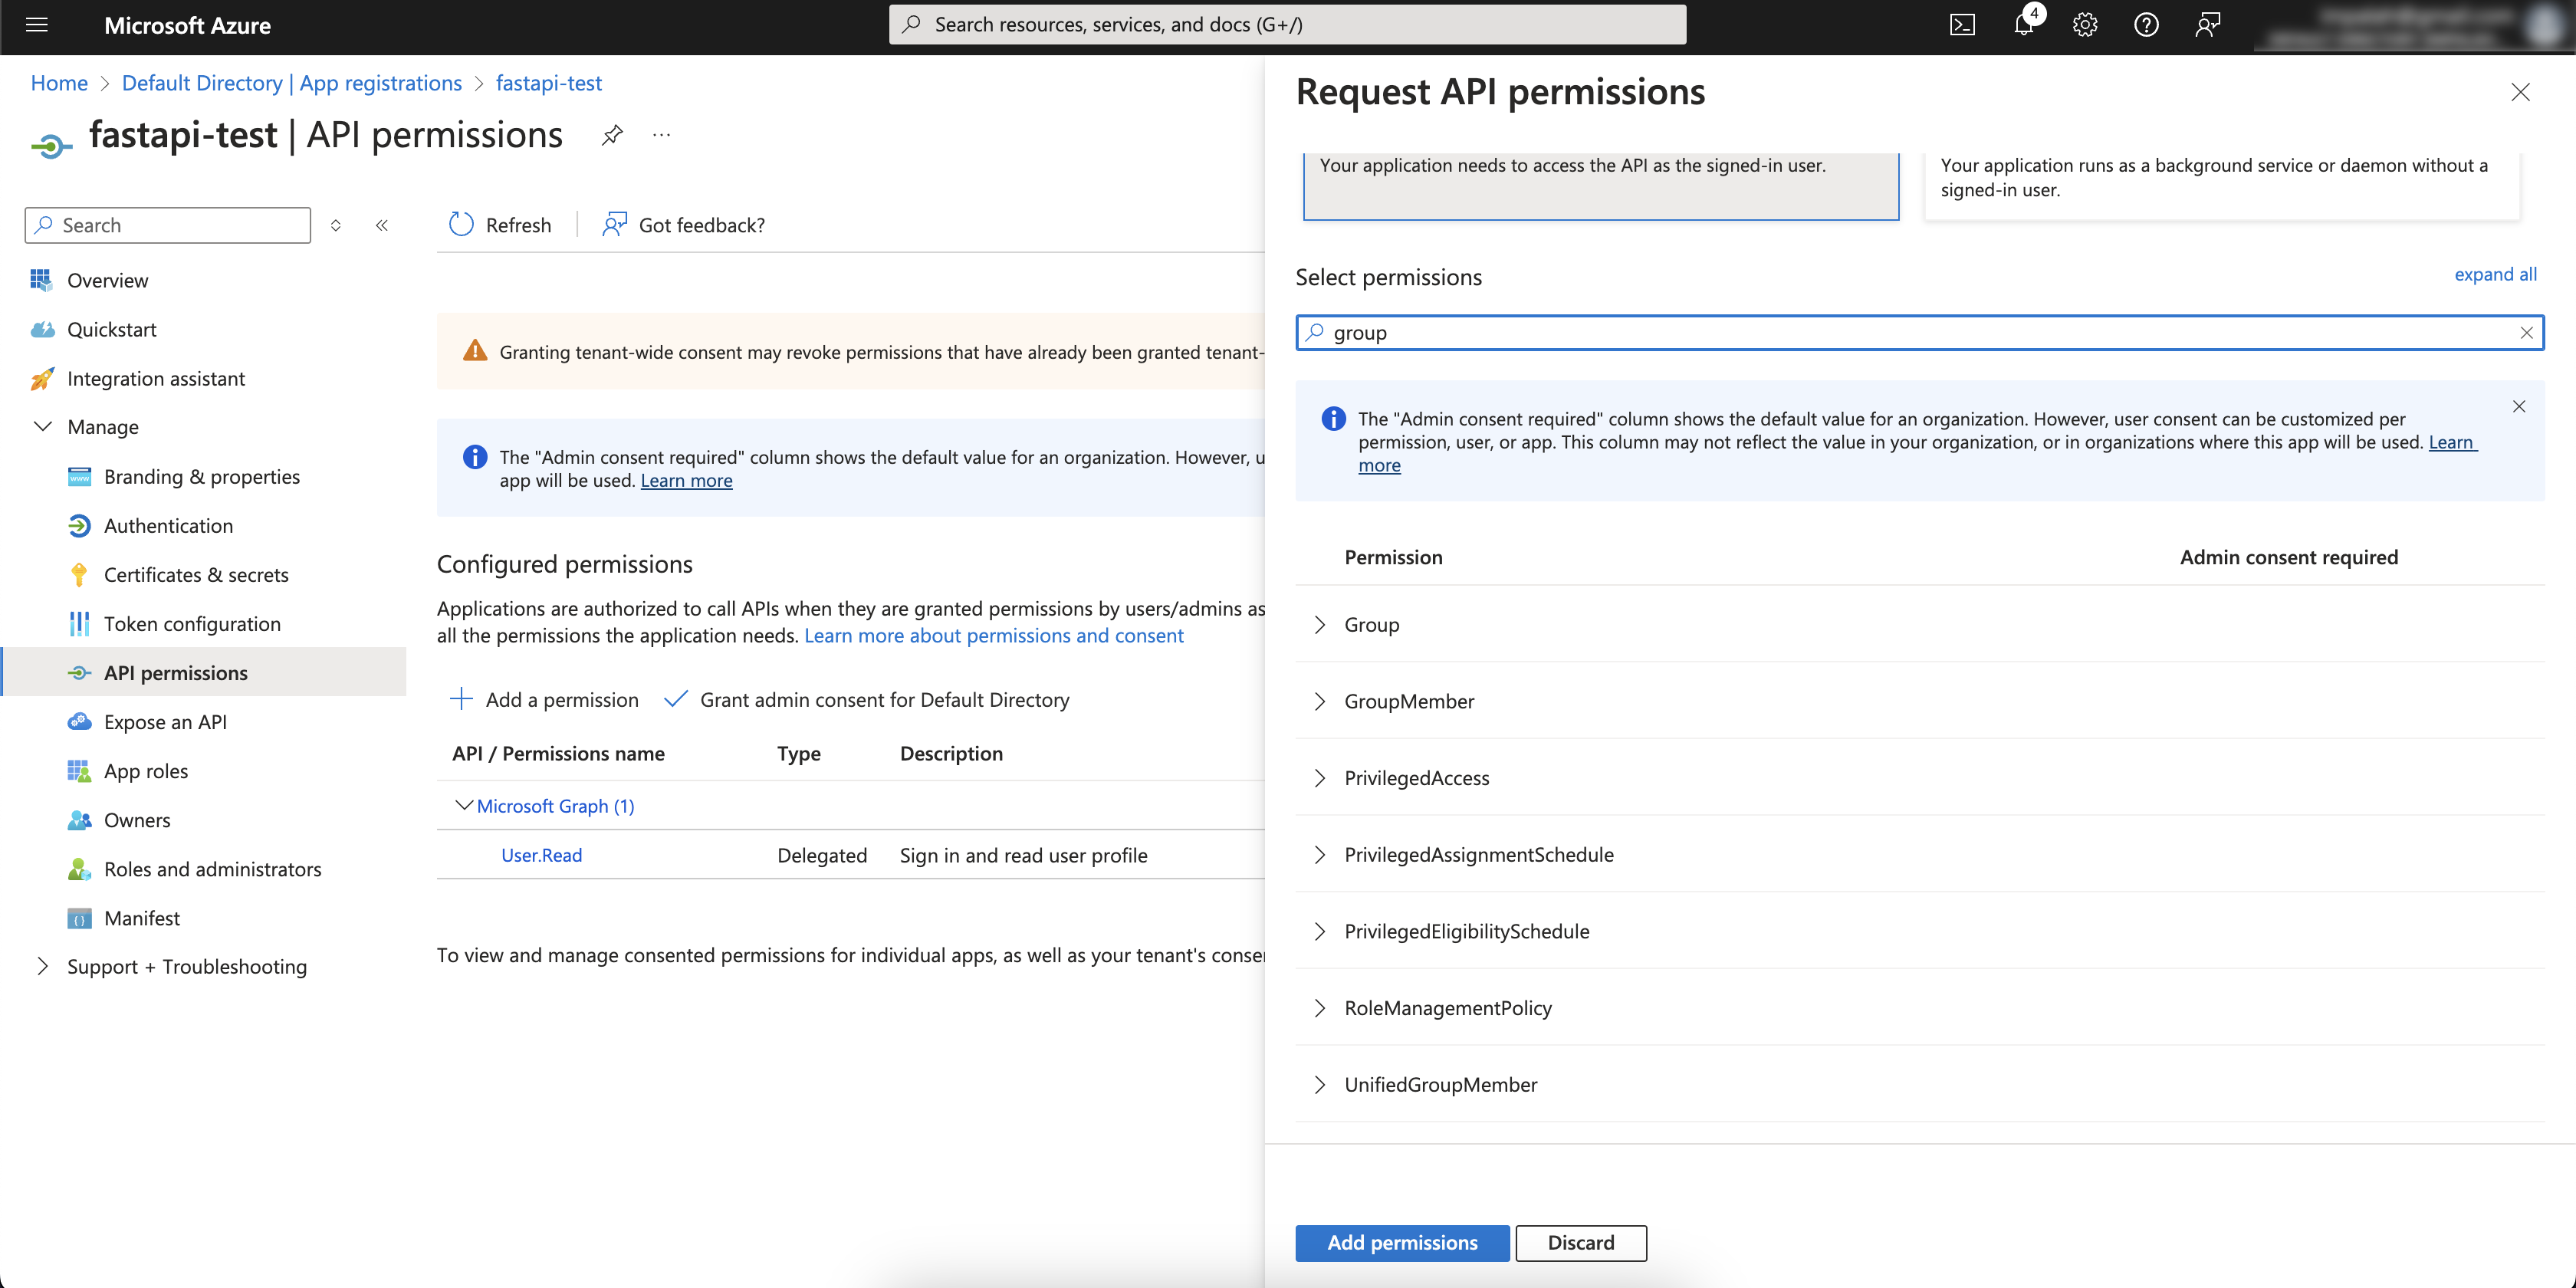 Microsoft Azure
Search resources, services, and docs (G+/)
4
Home > Default Directory | App registrations > fastapi-test
fastapi-test | API permissions
...
Search
Overview
Quickstart
Integration assistant
Manage
Branding & properties
Authentication
Certificates & secrets
Token configuration
API permissions
Expose an API
App roles
Owners
Roles and administrators
Manifest
Support + Troubleshooting
Refresh
Got feedback?
Granting tenant-wide consent may revoke permissions that have already been granted tenant-
The "Admin consent required" column shows the default value for an organization. However, u
app will be used. Learn more
Configured permissions
Applications are authorized to call APIs when they are granted permissions by users/admins as
all the permissions the application needs. Learn more about permissions and consent
Add a permission
Grant admin consent for Default Directory
API / Permissions name Type Description
Microsoft Graph (1)
User.Read Delegated Sign in and read user profile
To view and manage consented permissions for individual apps, as well as your tenant's conse
Request API permissions
Your application needs to access the API as the signed-in user.
Your application runs as a background service or daemon without a
signed-in user.
Select permissions
expand all
group
The "Admin consent required" column shows the default value for an organization. However, user consent can be customized per
permission, user, or app. This column may not reflect the value in your organization, or in organizations where this app will be used. Learn
more
Permission Admin consent required
Group
GroupMember
PrivilegedAccess
PrivilegedAssignmentSchedule
PrivilegedEligibilitySchedule
RoleManagementPolicy
UnifiedGroupMember
Add permissions
Discard